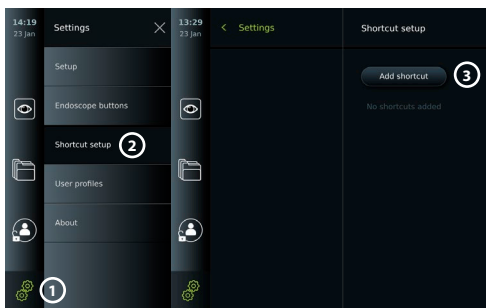 14:19
23 Jan
Settings
Setup
Endoscope buttons
Shortcut setup
2
User profiles
About
1
13:29
23 Jan
< Settings
Shortcut setup
Add shortcut
3
No shortcuts added